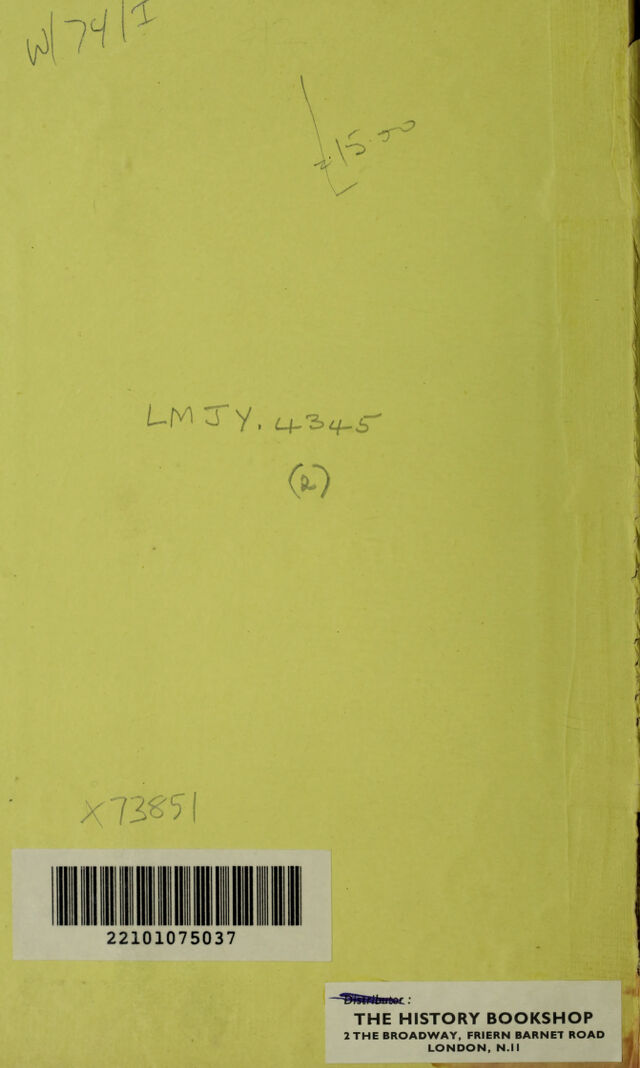 W/74/I
£15.00
LMJY.4345
(2)
X73851
22101075037
Distributor :
THE HISTORY BOOKSHOP
2 THE BROADWAY, FRIERN BARNET ROAD
LONDON, N.11